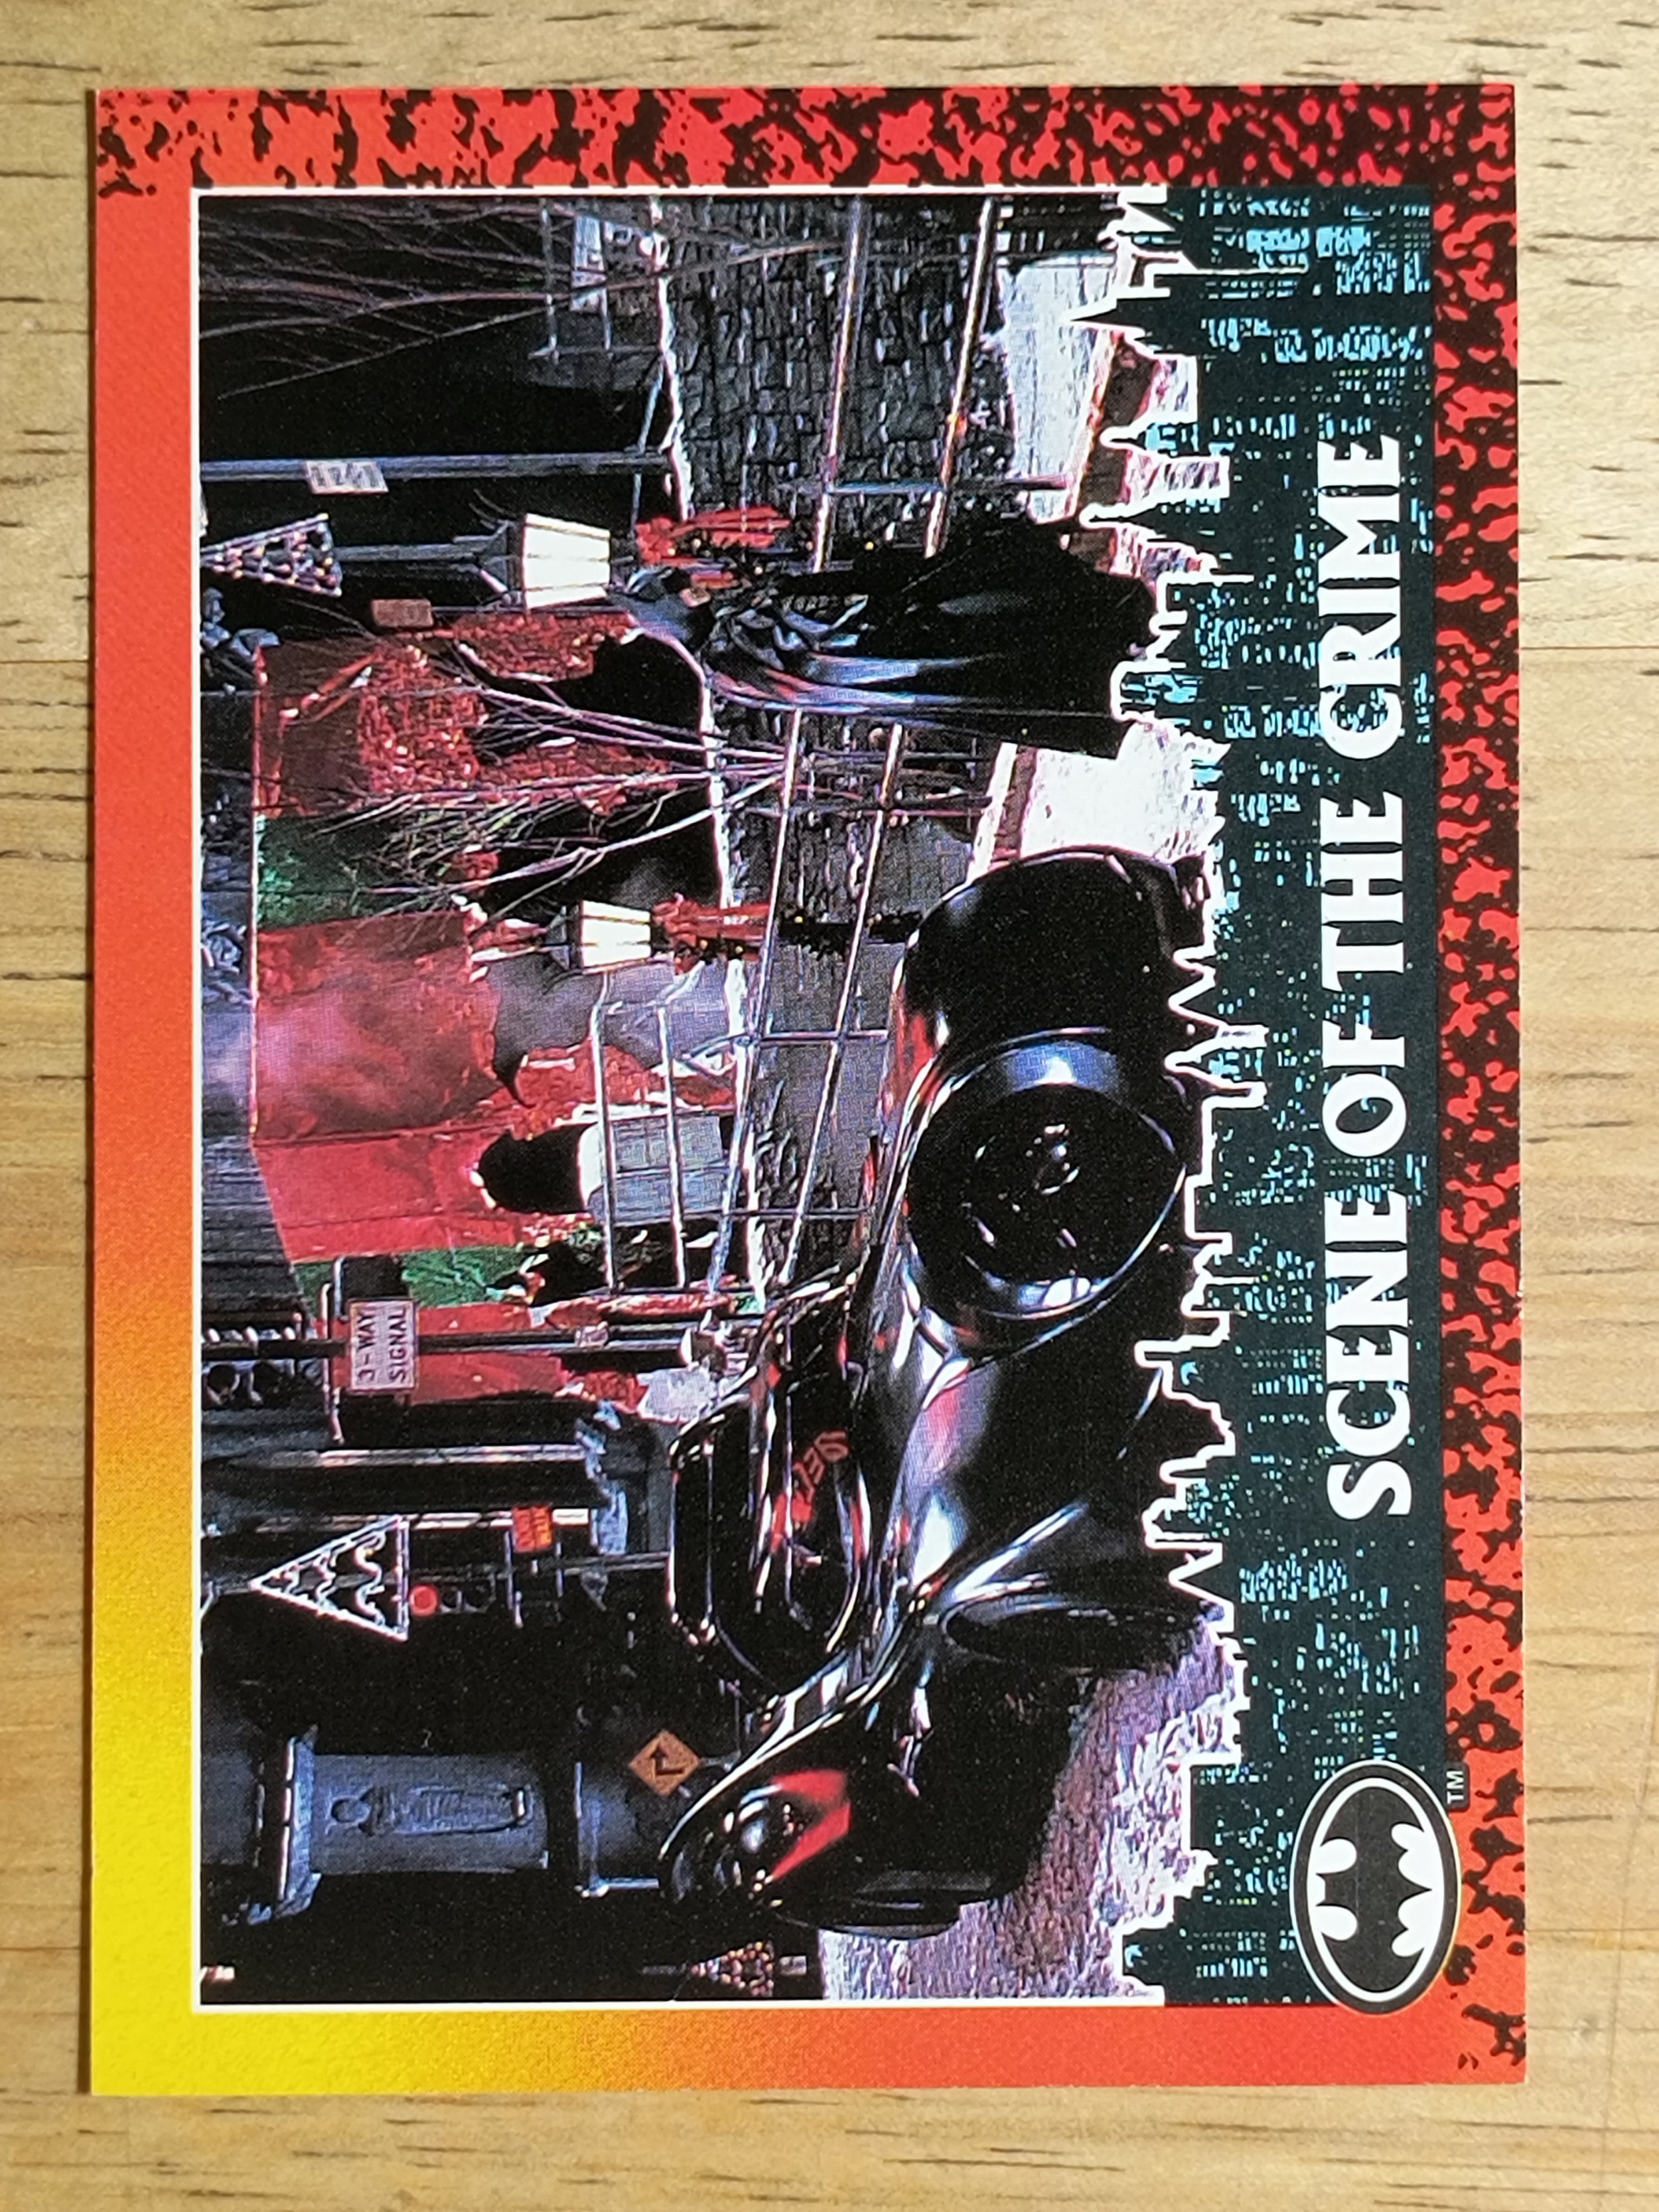 3-WAY
SIGNAL
SCENE OF THE CRIME
TM